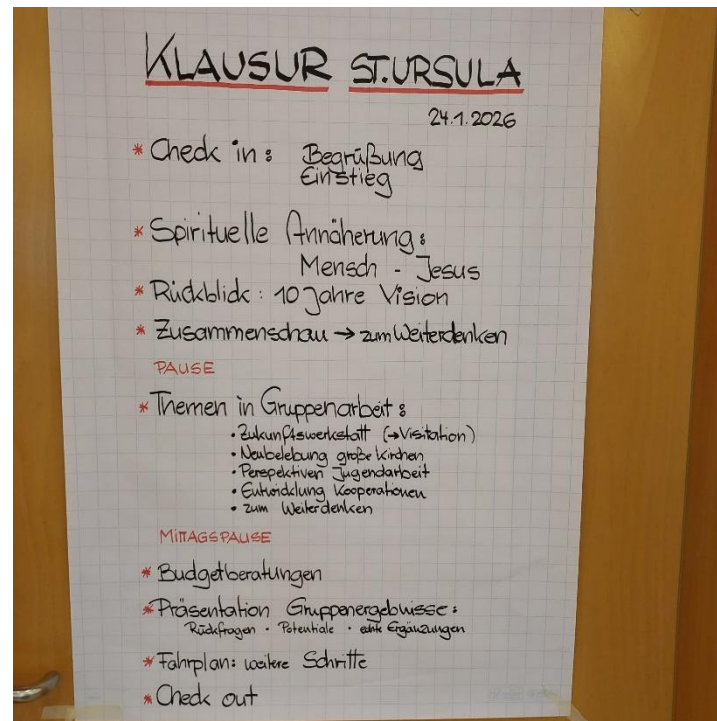 KLAUSUR ST. URSULA
24.1.2026
* Check in: Begrüßung
Einstieg
* Spirituelle Annäherung:
Mensch - Jesus
* Rückblick: 10 Jahre Vision
* Zusammenschau → zum Weiterdenken
PAUSE
* Themen in Gruppenarbeit:
• Zukunftswerkstatt (→Visitation)
• Neubelebung große Kirchen
• Perspektiven Jugendarbeit
• Entwicklung Kooperationen
• zum Weiterdenken
MITTAGSPAUSE
* Budgetberatungen
* Präsentation Gruppenergebnisse:
Rückfragen • Potentiale • Ergänzungen
* Fahrplan: weitere Schritte
* Check out